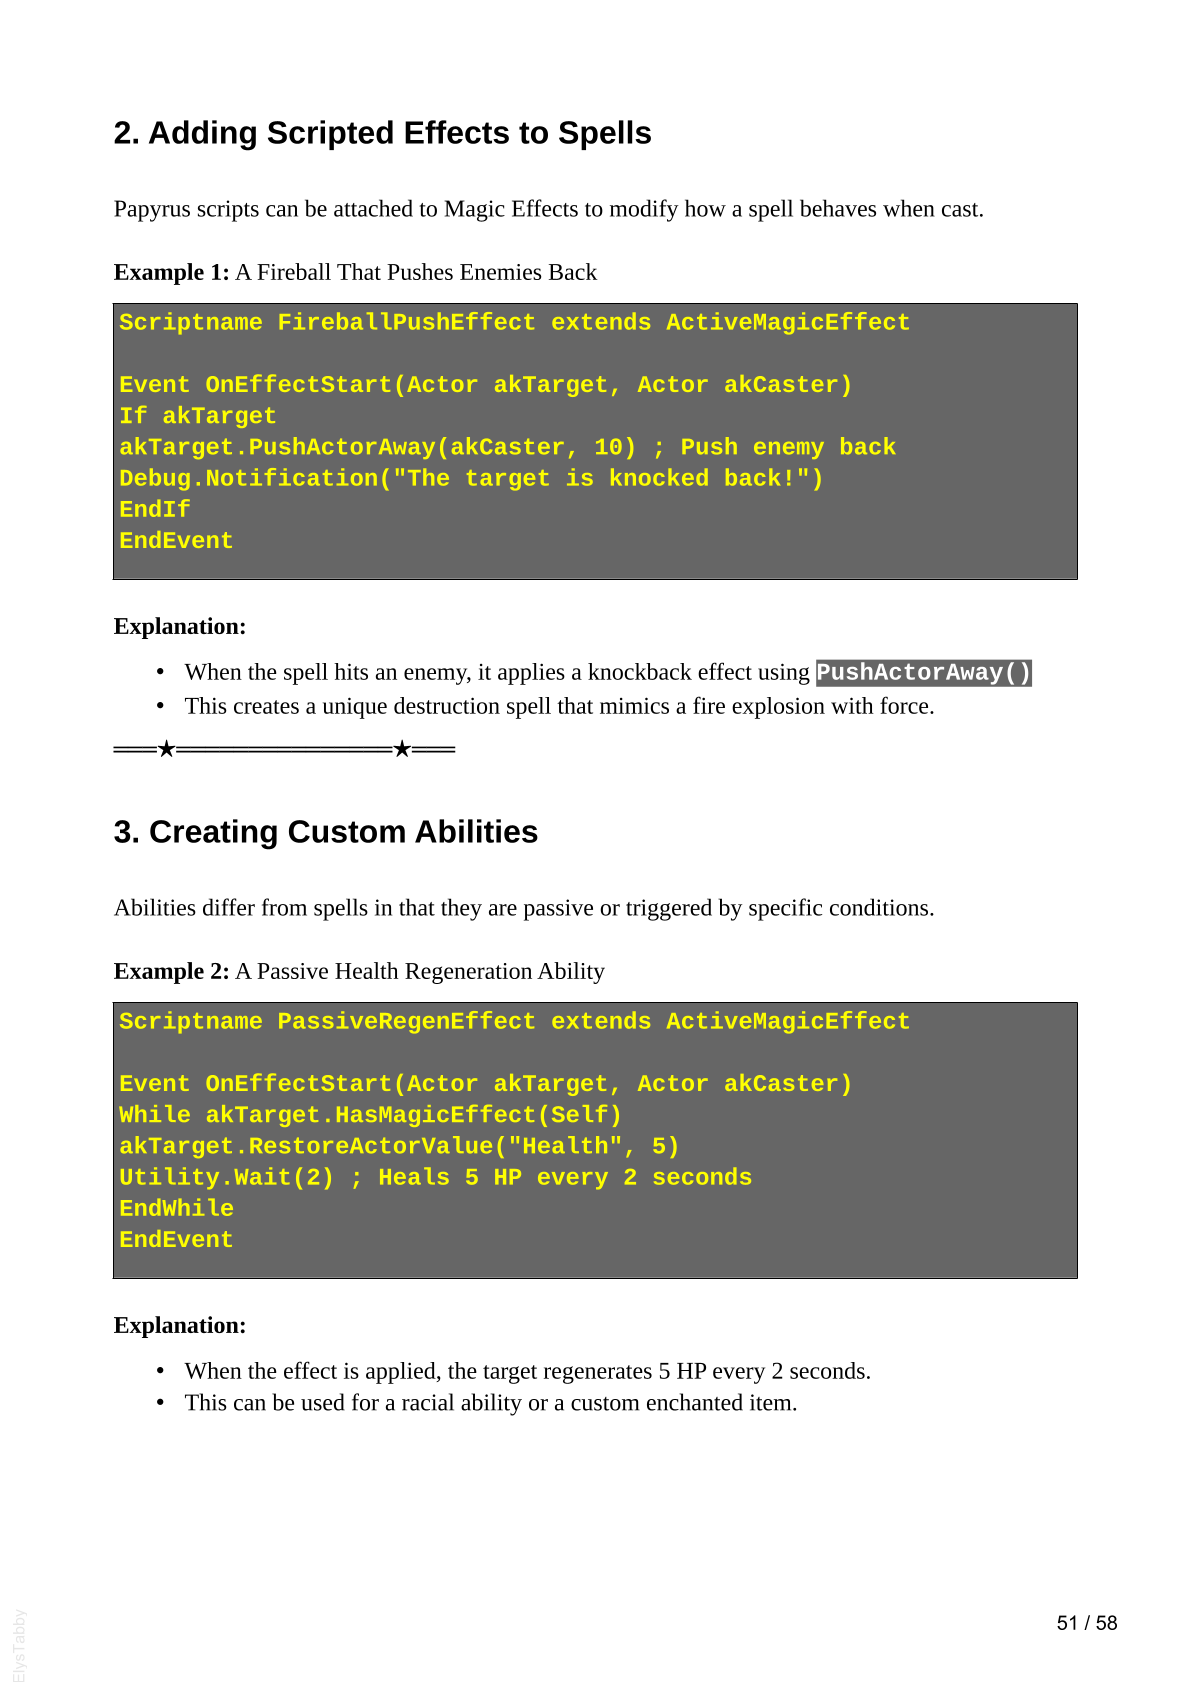 2. Adding Scripted Effects to Spells
Papyrus scripts can be attached to Magic Effects to modify how a spell behaves when cast.
Example 1: A Fireball That Pushes Enemies Back
Scriptname FireballPushEffect extends ActiveMagicEffect
Event OnEffectStart(Actor akTarget, Actor akCaster)
If akTarget
akTarget.PushActorAway(akCaster, 10) ; Push enemy back
Debug.Notification("The target is knocked back!")
EndIf
EndEvent
Explanation:
• When the spell hits an enemy, it applies a knockback effect using PushActorAway()
• This creates a unique destruction spell that mimics a fire explosion with force.
═══★═══════════════★═══
3. Creating Custom Abilities
Abilities differ from spells in that they are passive or triggered by specific conditions.
Example 2: A Passive Health Regeneration Ability
Scriptname PassiveRegenEffect extends ActiveMagicEffect
Event OnEffectStart(Actor akTarget, Actor akCaster)
While akTarget.HasMagicEffect(Self)
akTarget.RestoreActorValue("Health", 5)
Utility.Wait(2) ; Heals 5 HP every 2 seconds
EndWhile
EndEvent
Explanation:
• When the effect is applied, the target regenerates 5 HP every 2 seconds.
• This can be used for a racial ability or a custom enchanted item.
51 / 58
ElysTabby